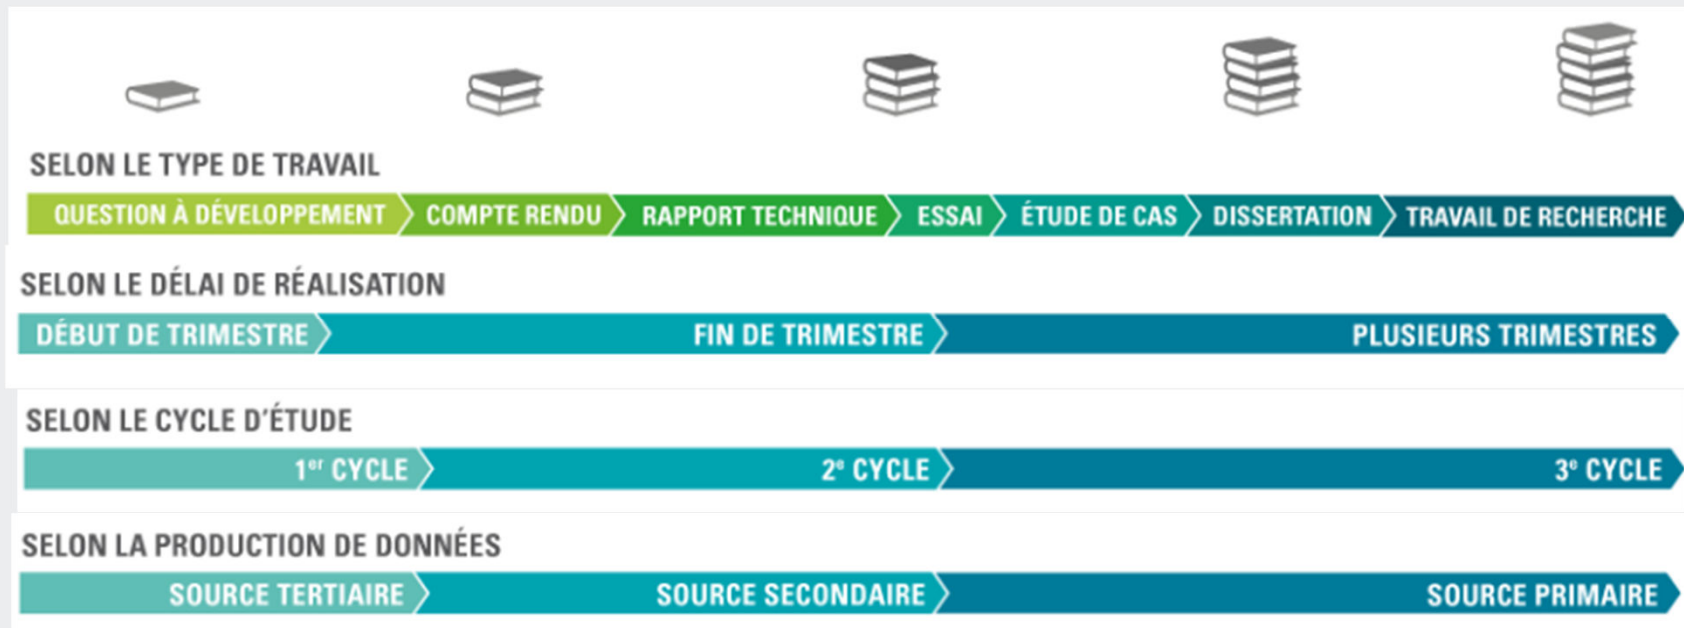 SELON LE TYPE DE TRAVAIL
QUESTION À DÉVELOPPEMENT COMPTE RENDU RAPPORT TECHNIQUE ESSAI ÉTUDE DE CAS DISSERTATION TRAVAIL DE RECHERCHE
SELON LE DÉLAI DE RÉALISATION
DÉBUT DE TRIMESTRE FIN DE TRIMESTRE PLUSIEURS TRIMESTRES
SELON LE CYCLE D'ÉTUDE
1er CYCLE 2e CYCLE 3e CYCLE
SELON LA PRODUCTION DE DONNÉES
SOURCE TERTIAIRE SOURCE SECONDAIRE SOURCE PRIMAIRE